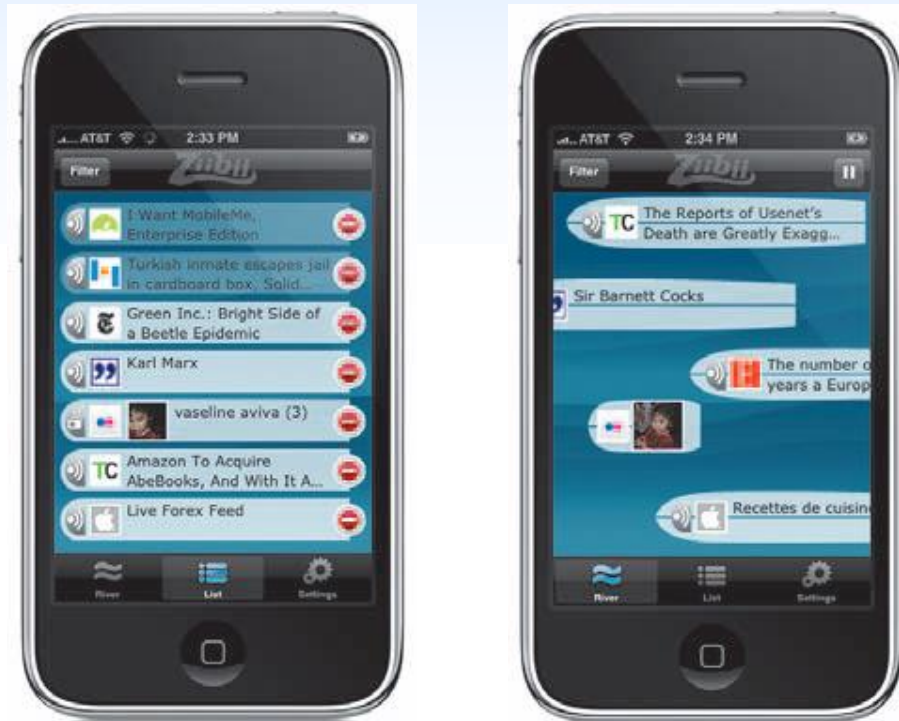 AT&T 2:33 PM
Filter Ziibii
I Want MobileMe,
Enterprise Edition
Turkish inmate escapes jail
in cardboard box, Solid...
Green Inc.: Bright Side of
a Beetle Epidemic
Karl Marx
vaseline aviva (3)
TC Amazon To Acquire
AbeBooks, And With It A...
Live Forex Feed
River List Settings
AT&T 2:34 PM
Filter Ziibii
TC The Reports of Usenet's
Death are Greatly Exagg...
Sir Barnett Cocks
The number o
years a Europ
Recettes de cuisin
River List Settings